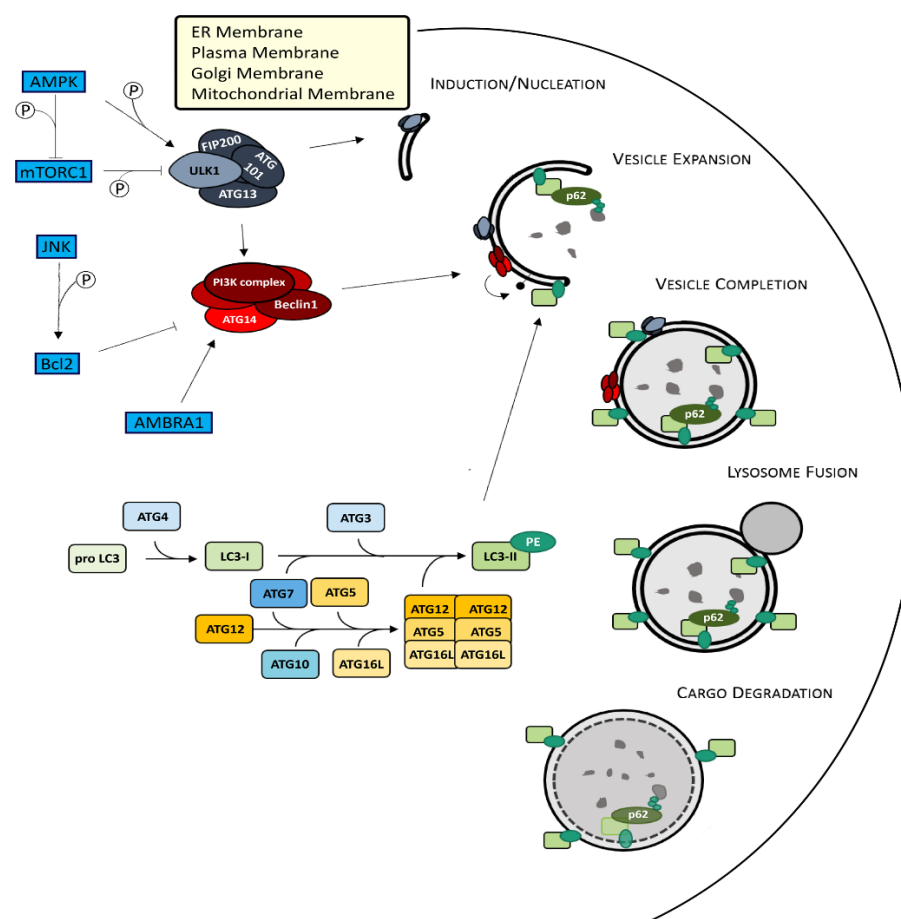 ER Membrane
Plasma Membrane
Golgi Membrane
Mitochondrial Membrane
INDUCTION/NUCLEATION
AMPK
P
P
mTORC1
P
FIP200
ATG
101
ULK1
ATG13
VESICLE EXPANSION
p62
JNK
P
PI3K complex
Beclin1
ATG14
Bcl2
AMBRA1
VESICLE COMPLETION
p62
LYSOSOME FUSION
p62
ATG4
ATG3
pro LC3
LC3-I
LC3-II
PE
ATG7
ATG5
ATG12
ATG10
ATG16L
ATG12
ATG12
ATG5
ATG5
ATG16L
ATG16L
CARGO DEGRADATION
p62